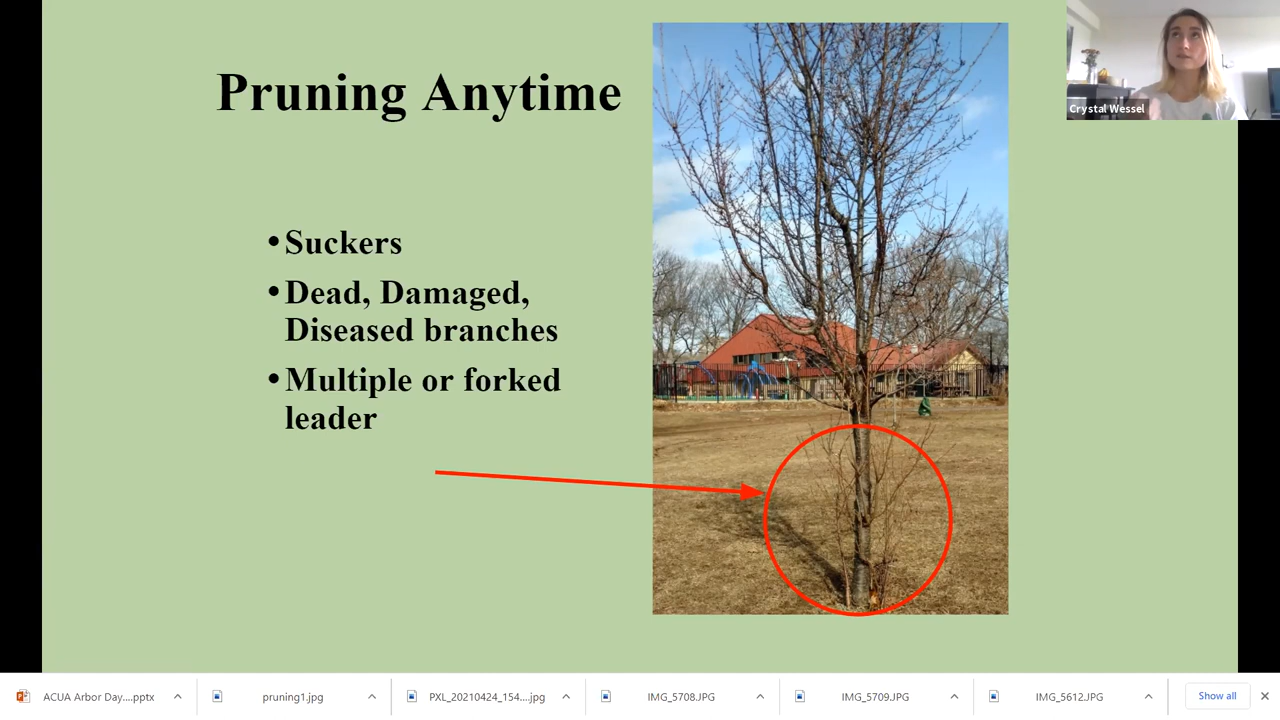 Pruning Anytime
Crystal Wessel
•Suckers
•Dead, Damaged,
Diseased branches
•Multiple or forked
leader
ACUA Arbor Day....pptx
pruning1.jpg
PXL_20210424_154....jpg
IMG_5708.JPG
IMG_5709.JPG
IMG_5612.JPG
Show all